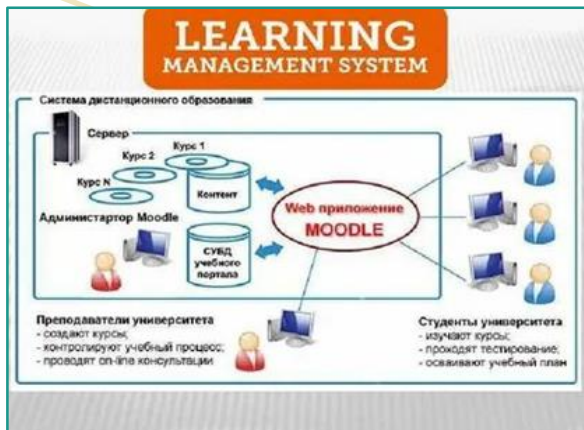 LEARNING
MANAGEMENT SYSTEM
Система дистанционного образования
Сервер
Курс 1
Курс 2
Курс N
Контент
Администартор Moodle
СУБД
учебного
портала
Web приложение
MOODLE
Преподаватели университета
- создают курсы;
- контролируют учебный процесс;
- проводят on-line консультации
Студенты университета
- изучают курсы;
- проходят тестирование;
- осваивают учебный план